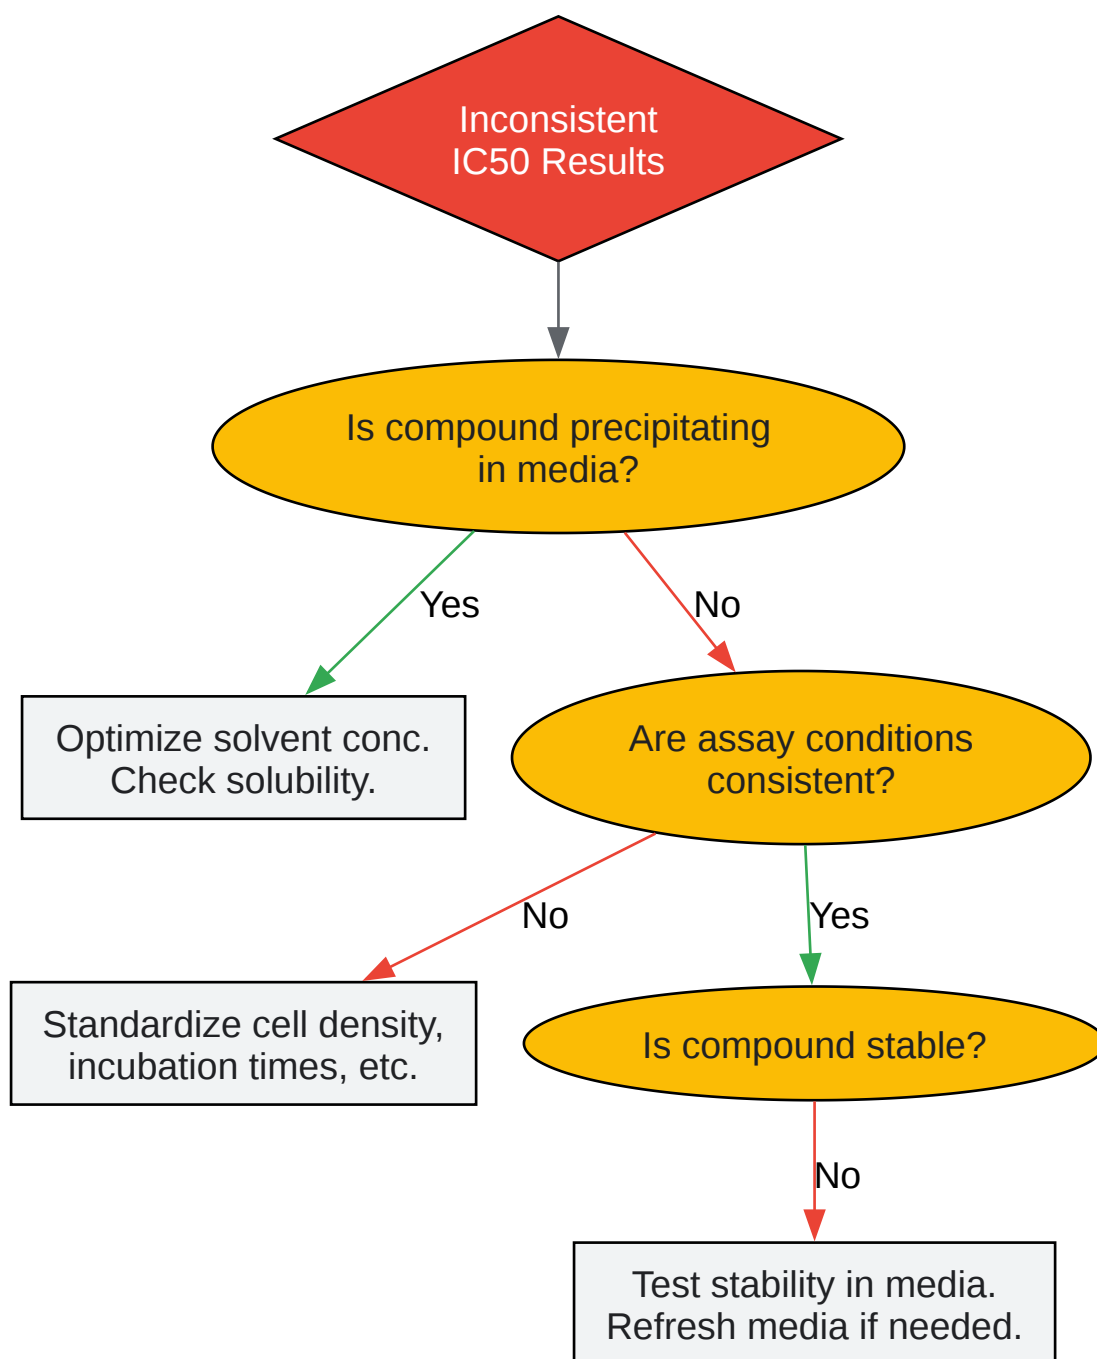 Inconsistent
IC50 Results
Is compound precipitating
in media?
Yes
No
Optimize solvent conc.
Check solubility.
Are assay conditions
consistent?
No
Yes
Standardize cell density,
incubation times, etc.
Is compound stable?
No
Test stability in media.
Refresh media if needed.